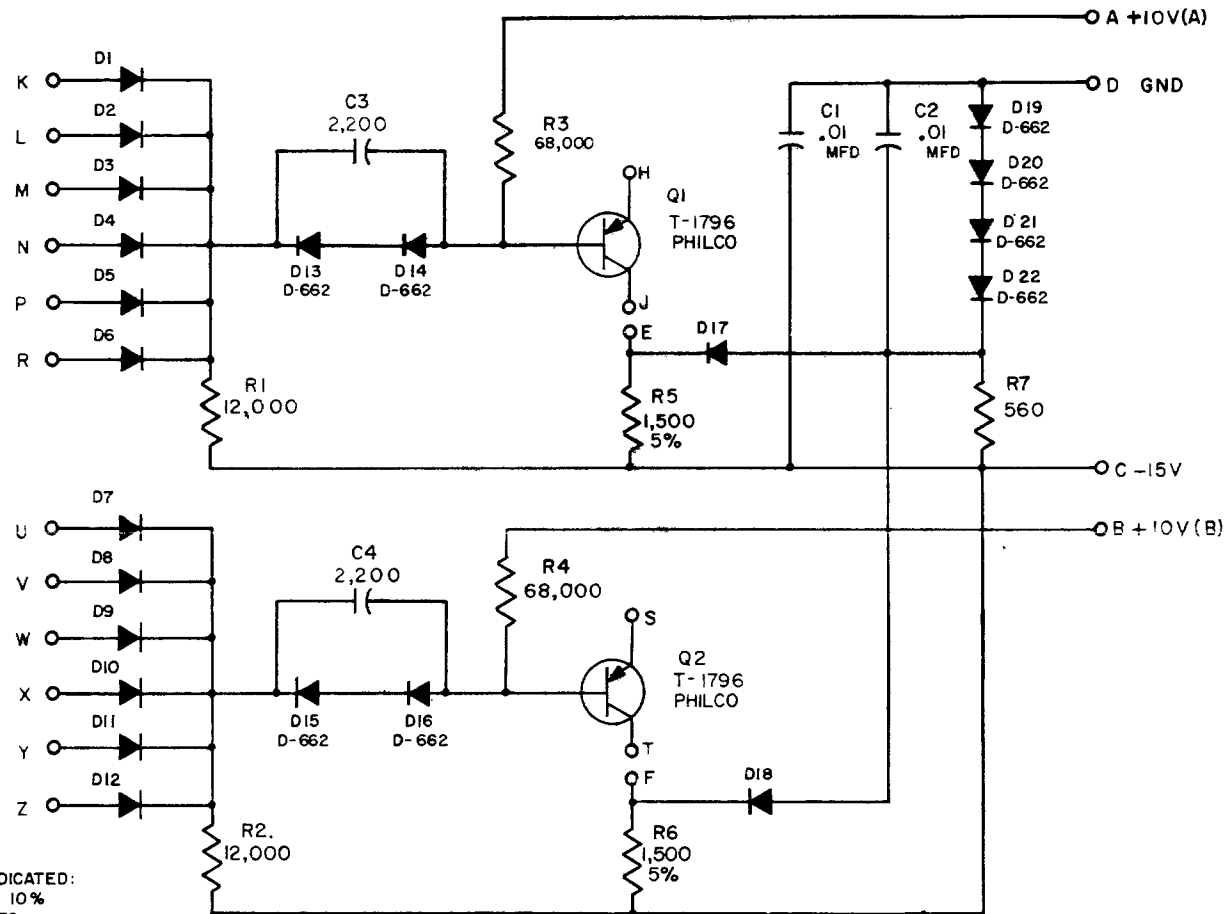 A +10V(A)
D GND
D1
K
D2
L
D3
M
D4
N
D5
P
D6
R
C3
2,200
R3
68,000
C1
.01
MFD
C2
.01
MFD
D19
D-662
D20
D-662
D21
D-662
D22
D-662
H
Q1
T-1796
PHILCO
D13
D-662
D14
D-662
J
E
D17
R1
12,000
R5
1,500
5%
R7
560
C -15V
D7
U
D8
V
D9
W
D10
X
D11
Y
D12
Z
C4
2,200
R4
68,000
B +10V(B)
S
Q2
T-1796
PHILCO
D15
D-662
D16
D-662
T
F
D18
R2.
12,000
R6
1,500
5%
DICATED:
10%